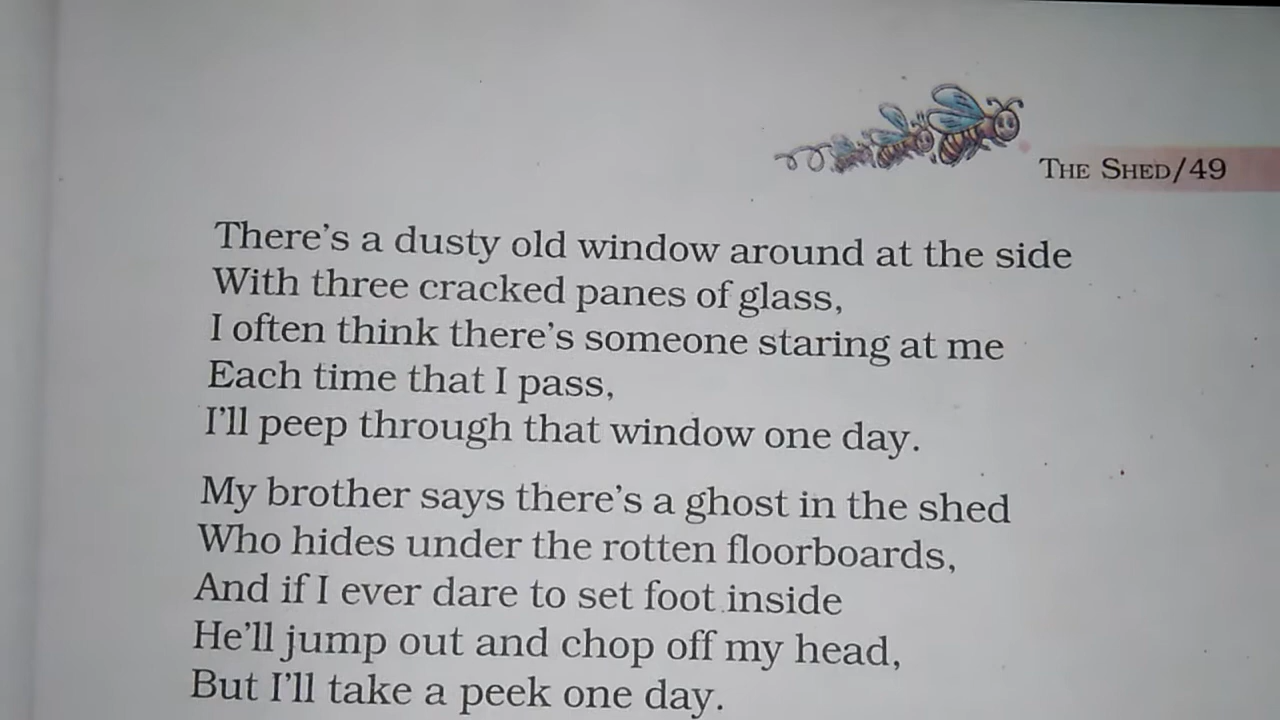 The Shed/49
There's a dusty old window around at the side
With three cracked panes of glass,
I often think there's someone staring at me
Each time that I pass,
I'll peep through that window one day.
My brother says there's a ghost in the shed
Who hides under the rotten floorboards,
And if I ever dare to set foot inside
He'll jump out and chop off my head,
But I'll take a peek one day.